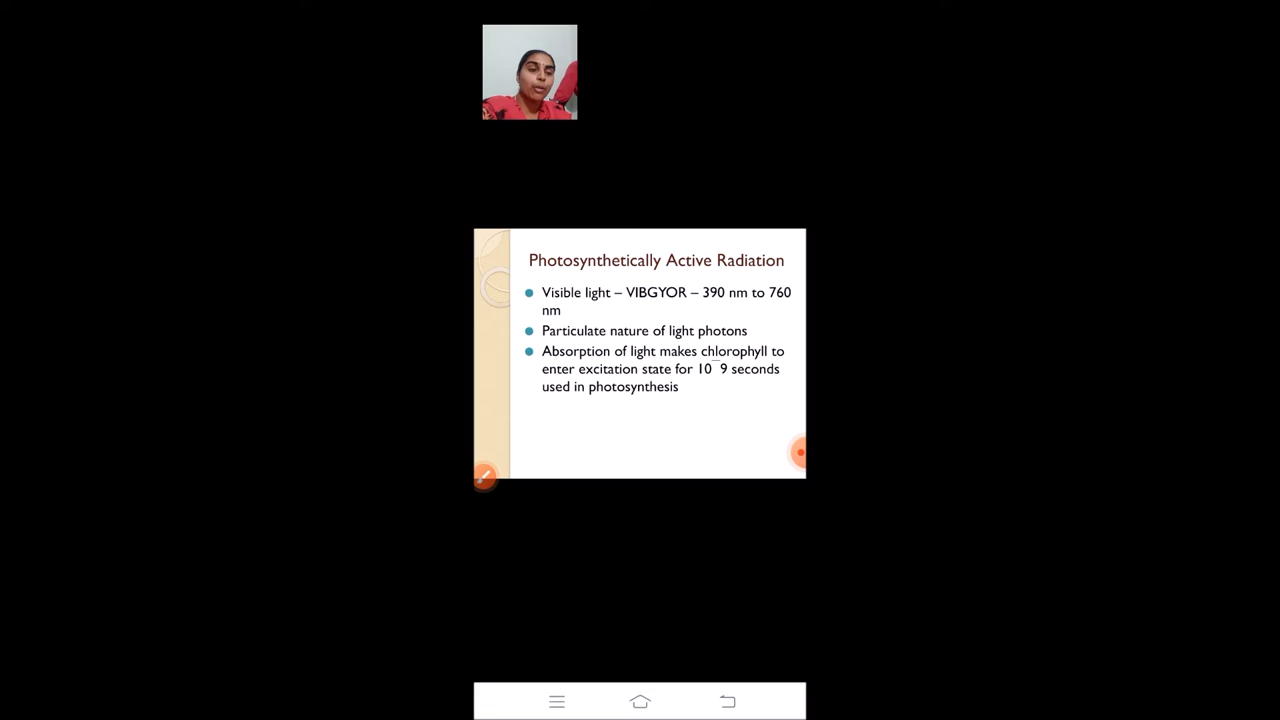 Photosynthetically Active Radiation
Visible light – VIBGYOR – 390 nm to 760
nm
Particulate nature of light photons
Absorption of light makes chlorophyll to
enter excitation state for 10¯9 seconds
used in photosynthesis